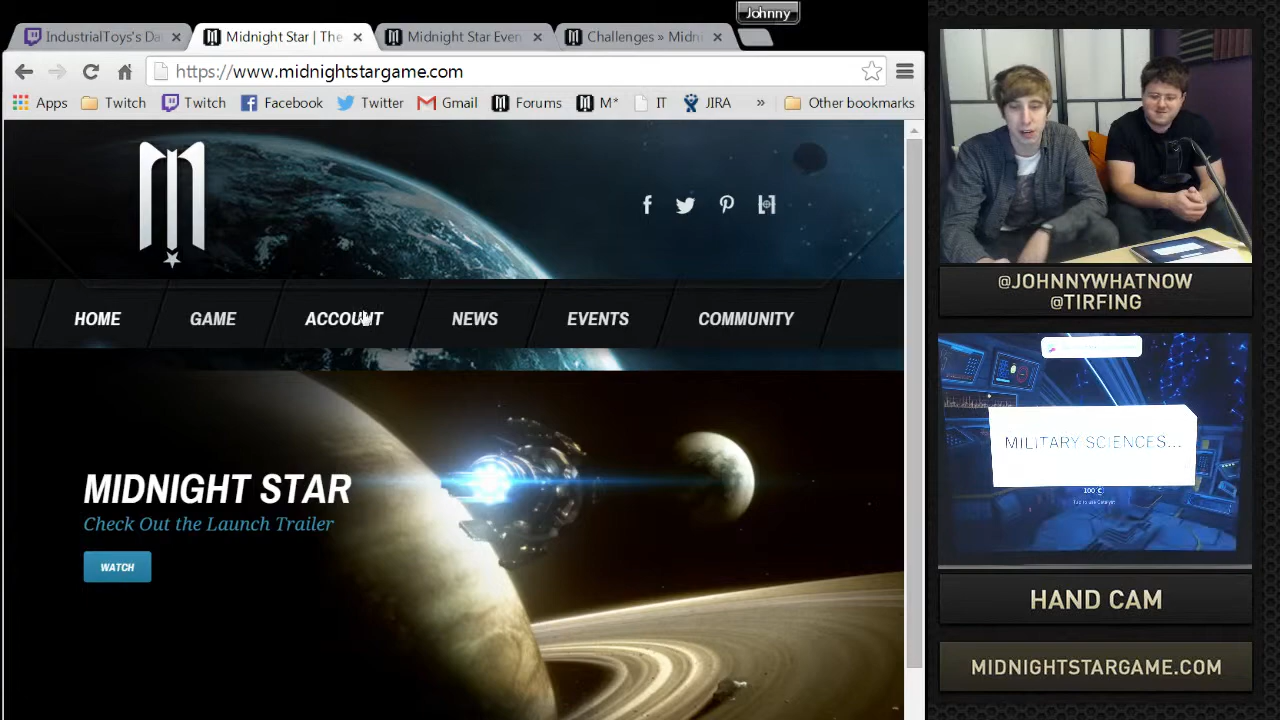 Johnny
IndustrialToys's Da
Midnight Star | The
Midnight Star Even
Challenges » Midni
https://www.midnightstargame.com
Apps
Twitch
Twitch
Facebook
Twitter
Gmail
Forums
M*
IT
JIRA
»
Other bookmarks
HOME
GAME
ACCOUNT
NEWS
EVENTS
COMMUNITY
MIDNIGHT STAR
Check Out the Launch Trailer
WATCH
@JOHNNYWHATNOW
@TIRFING
MILITARY SCIENCES...
100
HAND CAM
MIDNIGHTSTARGAME.COM